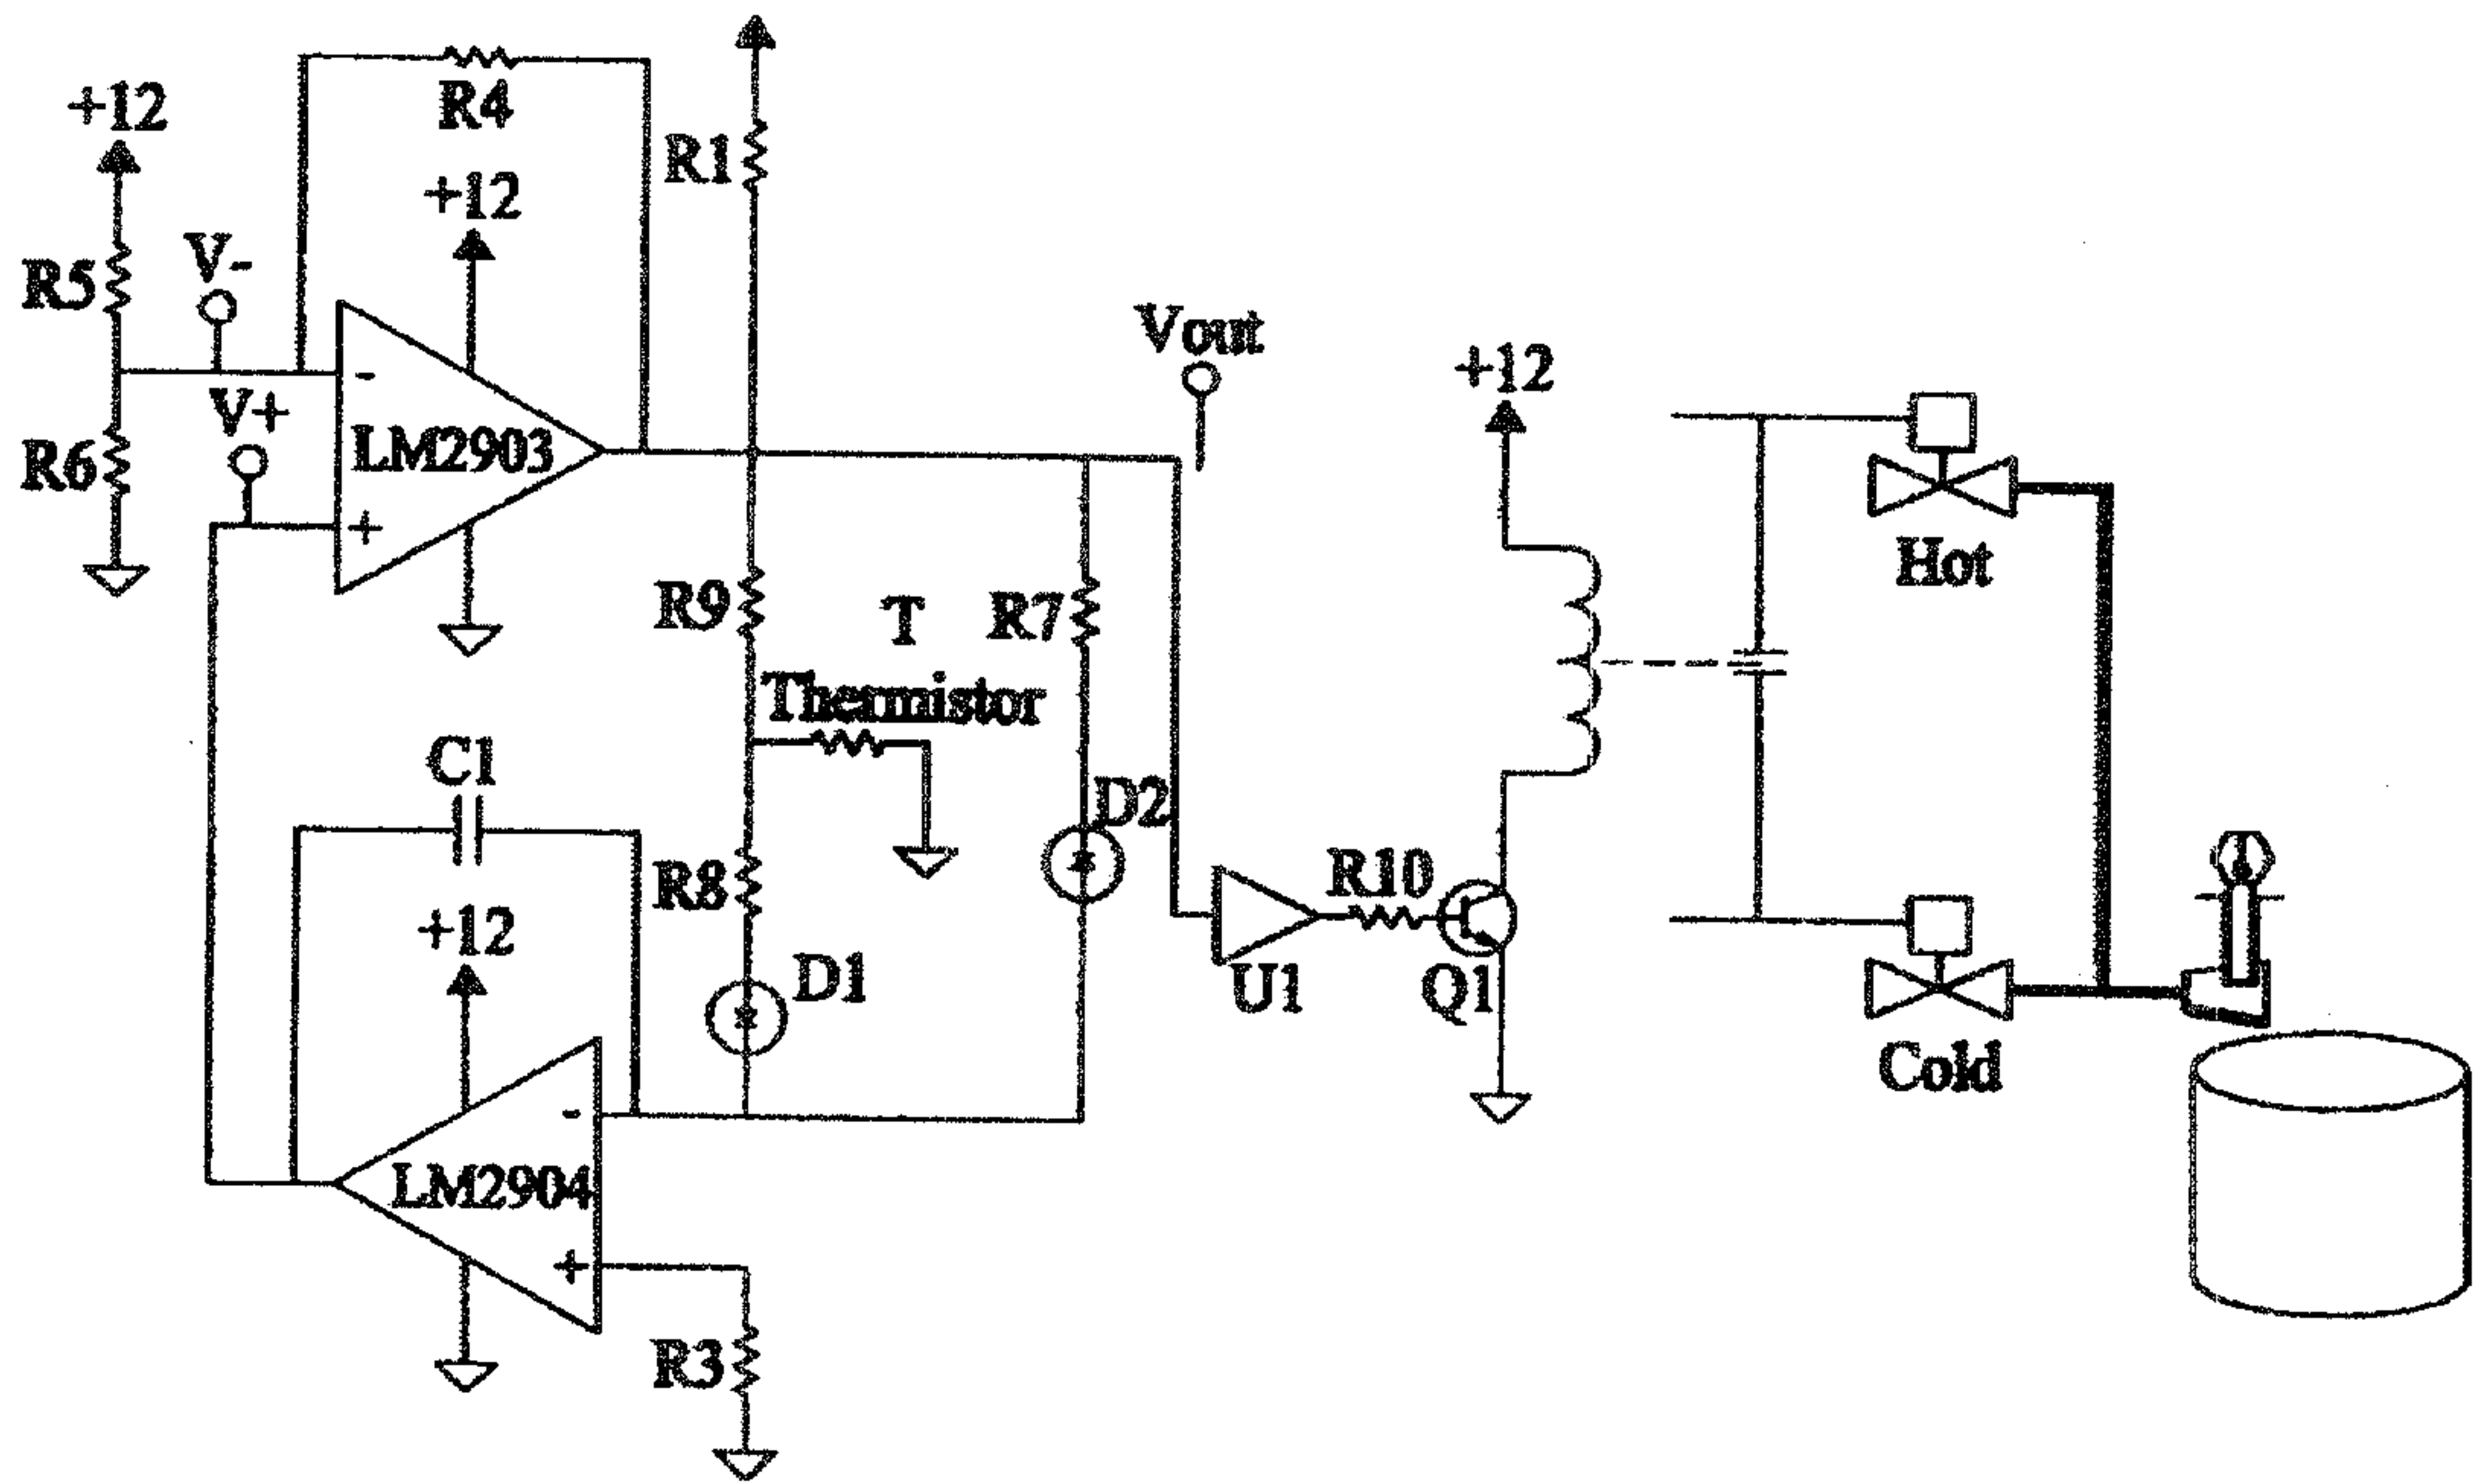 +12
R4
R1
+12
V-
R5
V+
Vout
+12
LM2903
R6
-
+
Hot
R9
T
R7
Thermistor
C1
D2
R8
R10
+12
D1
U1
Q1
Cold
-
LM2904
+
R3